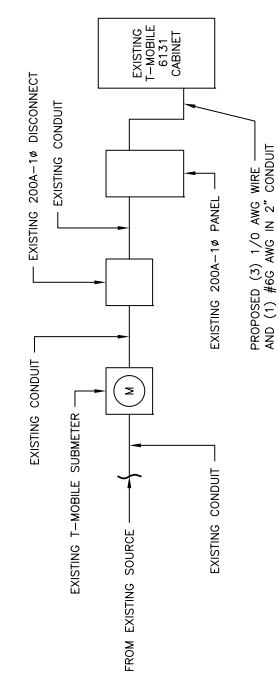 FROM EXISTING SOURCE
EXISTING T-MOBILE SUBMETER
EXISTING CONDUIT
EXISTING 200A-1ø DISCONNECT
EXISTING CONDUIT
M
EXISTING CONDUIT
EXISTING 200A-1ø PANEL
EXISTING
T-MOBILE
6131
CABINET
PROPOSED (3) 1/0 AWG WIRE
AND (1) #6G AWG IN 2" CONDUIT